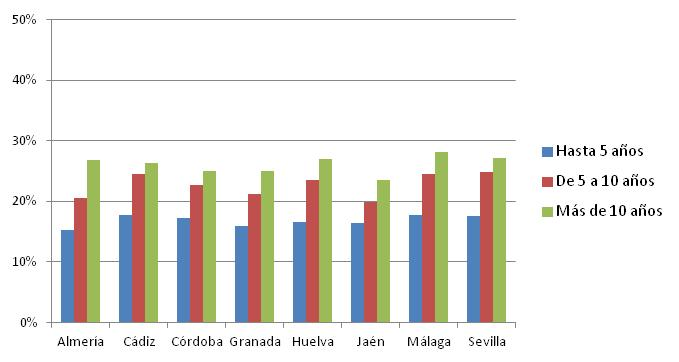 50%
40%
30%
20%
10%
0%
Almería Cádiz Córdoba Granada Huelva Jaén Málaga Sevilla
Hasta 5 años
De 5 a 10 años
Más de 10 años